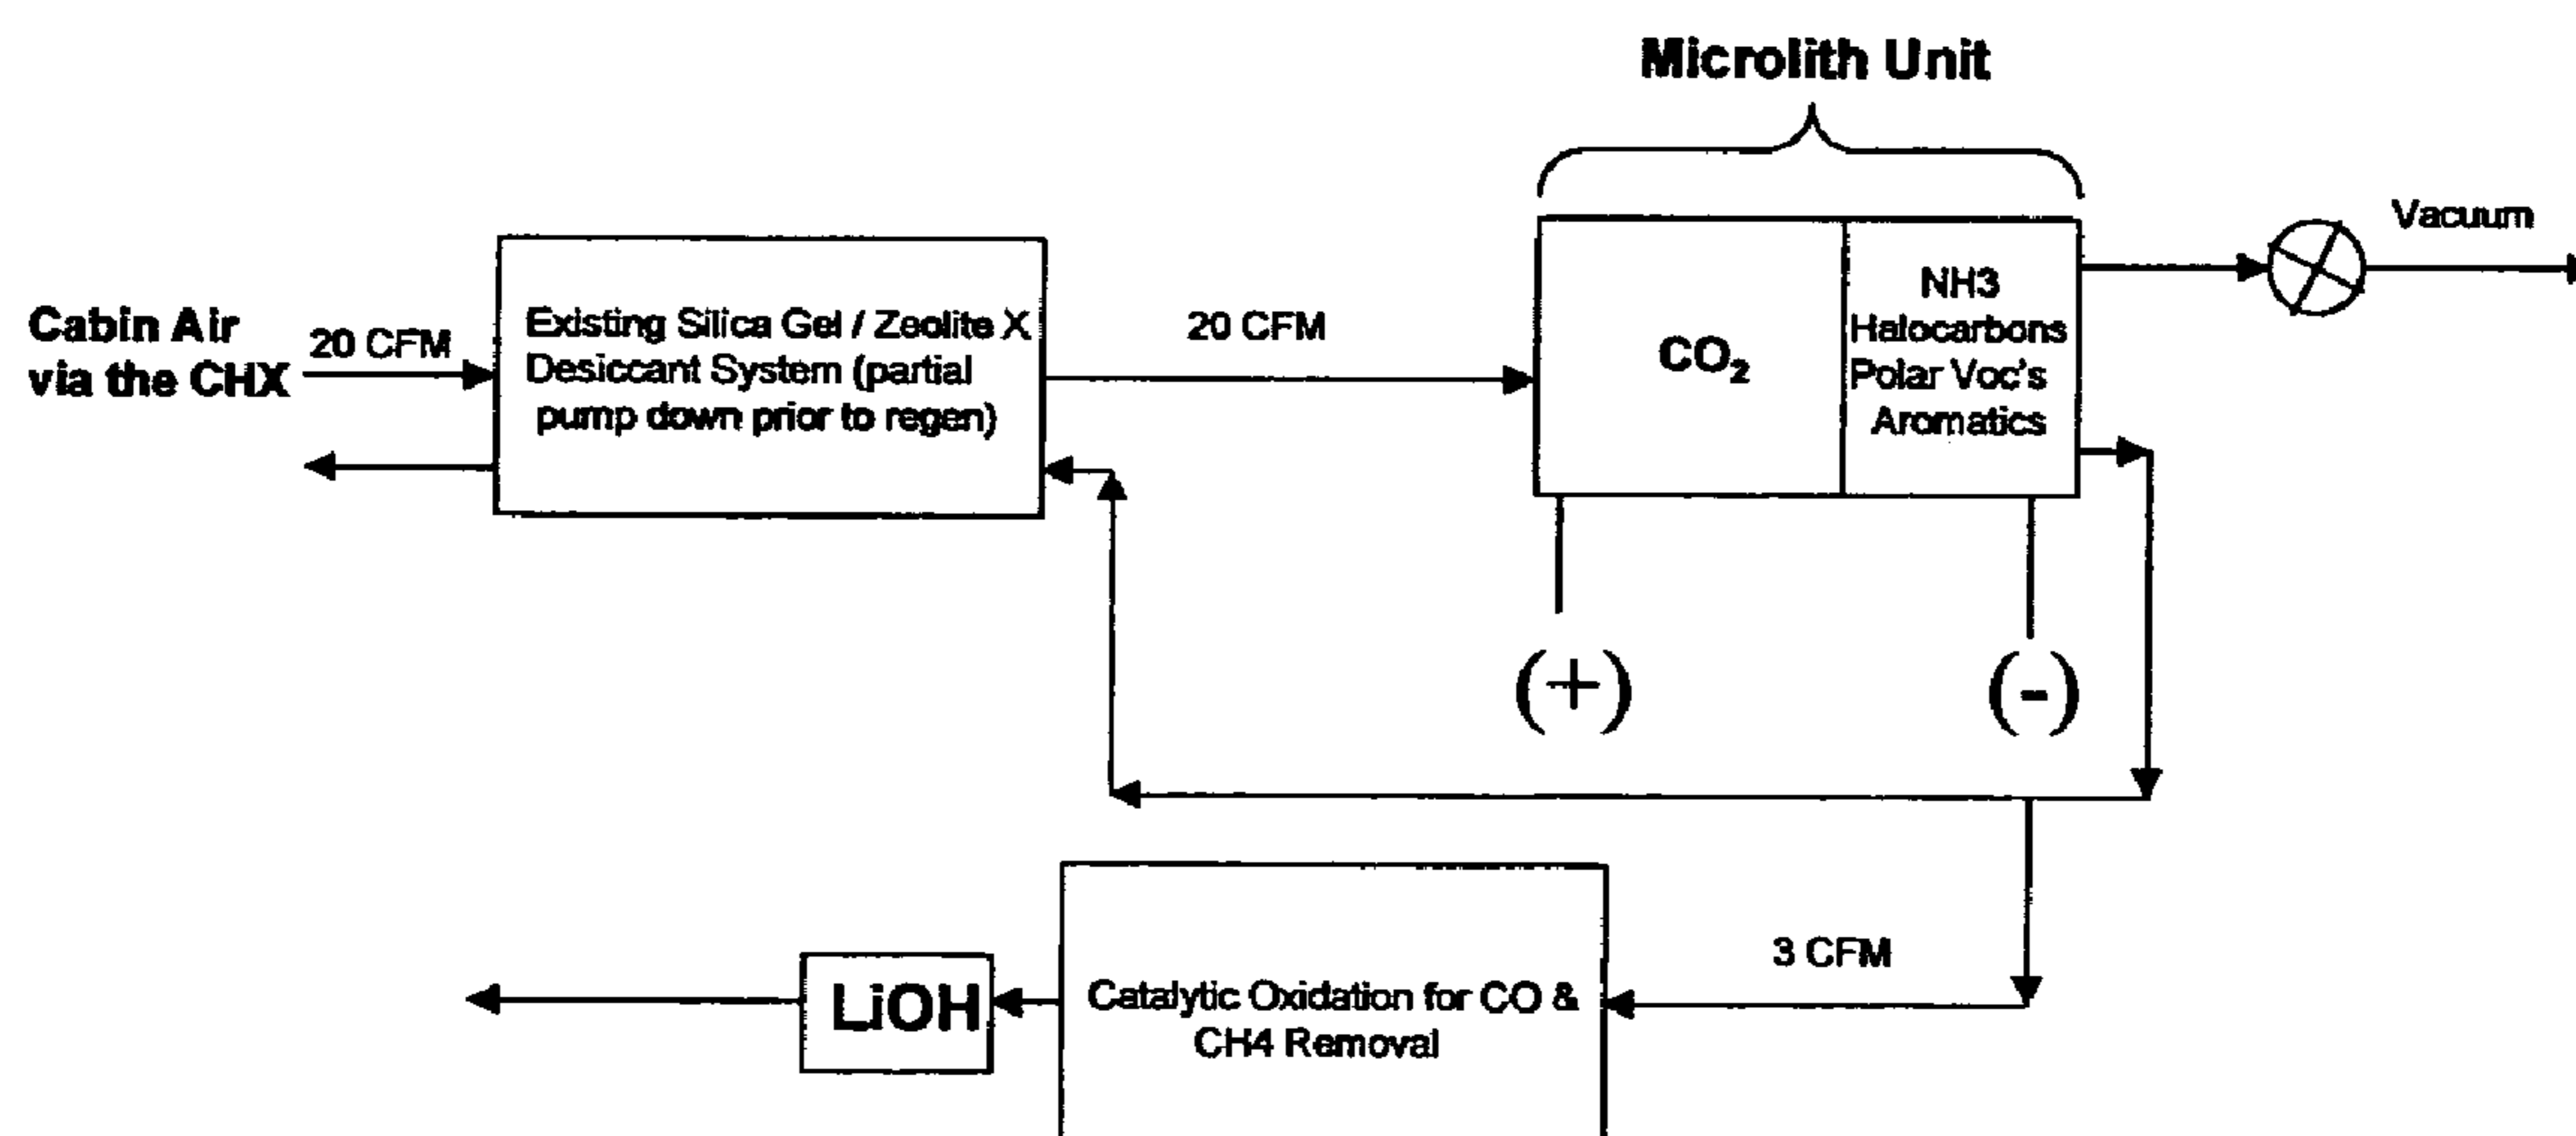 Microlith Unit
Vacuum
Cabin Air
via the CHX
20 CFM
Existing Silica Gel / Zeolite X
Desiccant System (partial
pump down prior to regen)
20 CFM
CO₂
NH3
Halocarbons
Polar Voc's
Aromatics
(+)
(-)
3 CFM
Catalytic Oxidation for CO &
CH4 Removal
LiOH